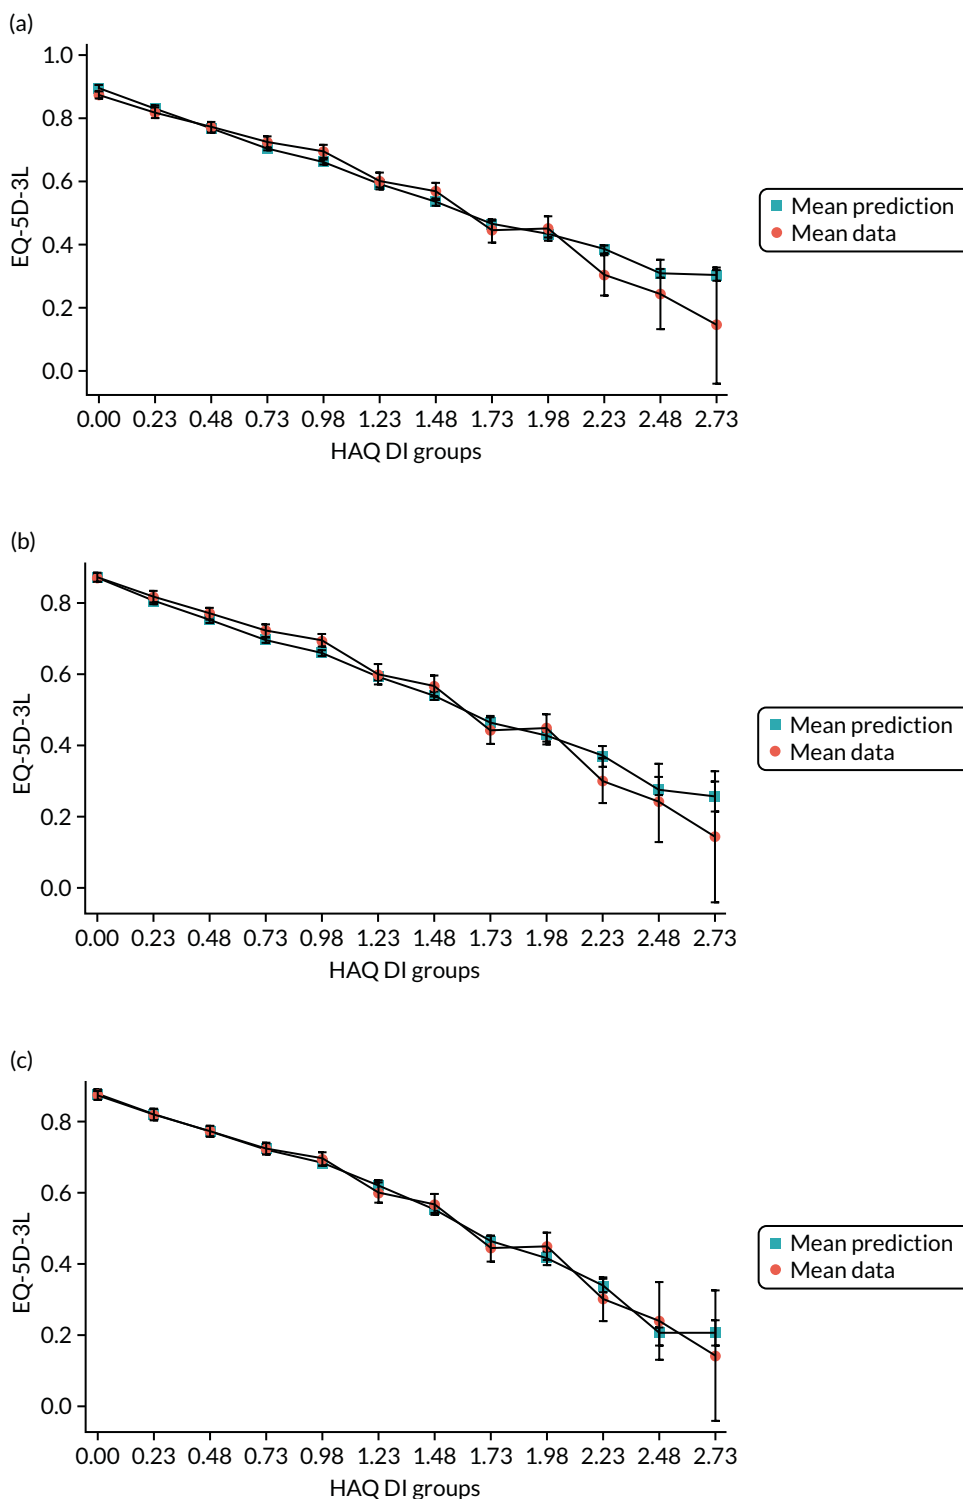 (a)
1.0
0.8
0.6
0.4
0.2
0.0
EQ-5D-3L
0.00 0.23 0.48 0.73 0.98 1.23 1.48 1.73 1.98 2.23 2.48 2.73
HAQ DI groups
Mean prediction
Mean data
(b)
0.8
0.6
0.4
0.2
0.0
EQ-5D-3L
0.00 0.23 0.48 0.73 0.98 1.23 1.48 1.73 1.98 2.23 2.48 2.73
HAQ DI groups
Mean prediction
Mean data
(c)
0.8
0.6
0.4
0.2
0.0
EQ-5D-3L
0.00 0.23 0.48 0.73 0.98 1.23 1.48 1.73 1.98 2.23 2.48 2.73
HAQ DI groups
Mean prediction
Mean data